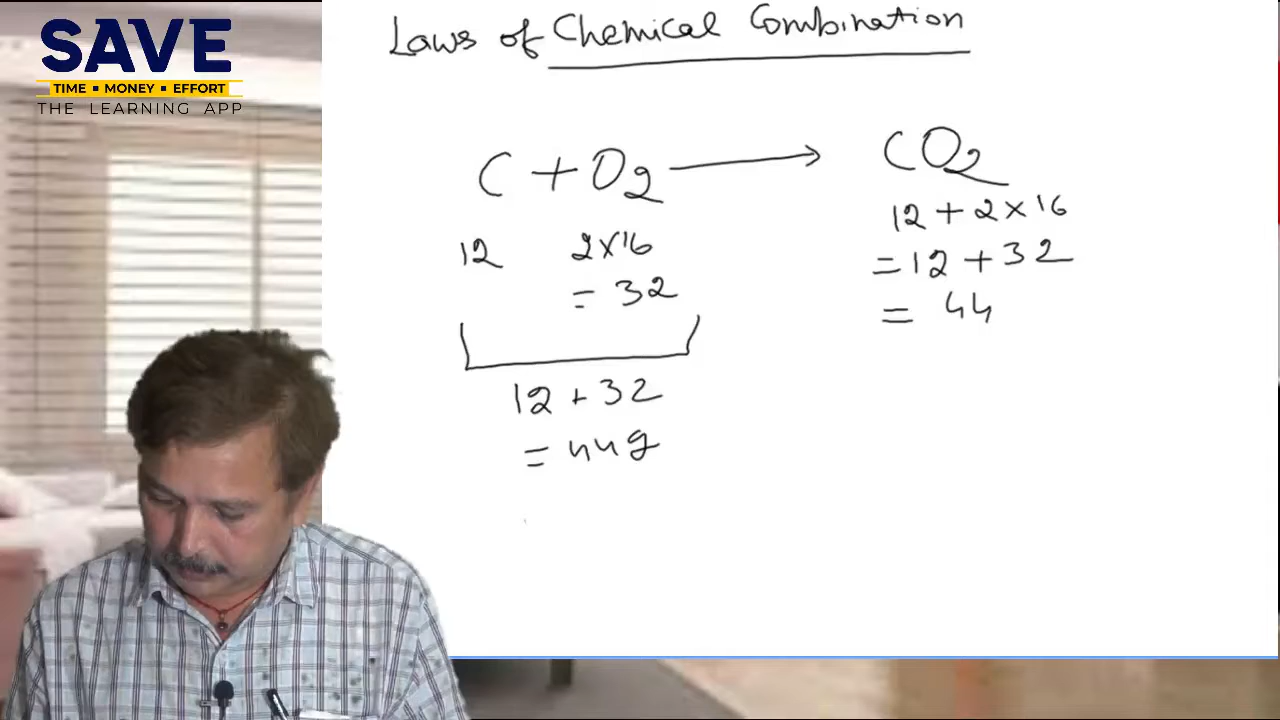 SAVE
TIME ▪ MONEY ▪ EFFORT
THE LEARNING APP
Laws of Chemical Combination
C + O2 ⟶ CO2
12 2×16
= 32
12 + 32
= 44g
12 + 2×16
= 12 + 32
= 44